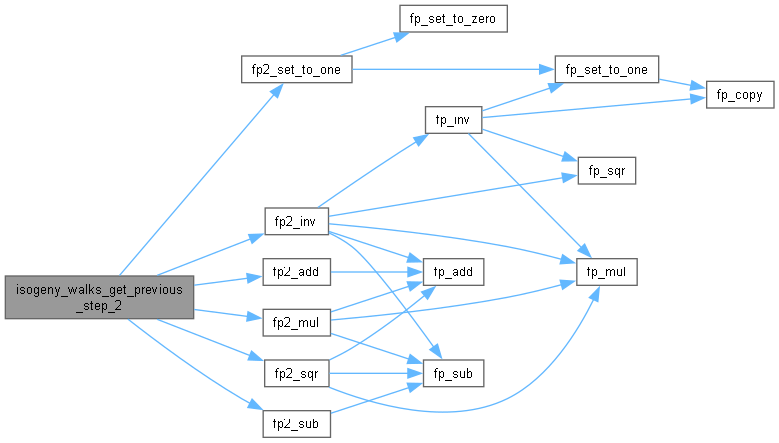 fp_set_to_zero
fp2_set_to_one
fp_set_to_one
fp_copy
fp_inv
fp_sqr
fp2_inv
fp2_add
fp_add
fp_mul
isogeny_walks_get_previous
_step_2
fp2_mul
fp2_sqr
fp_sub
fp2_sub